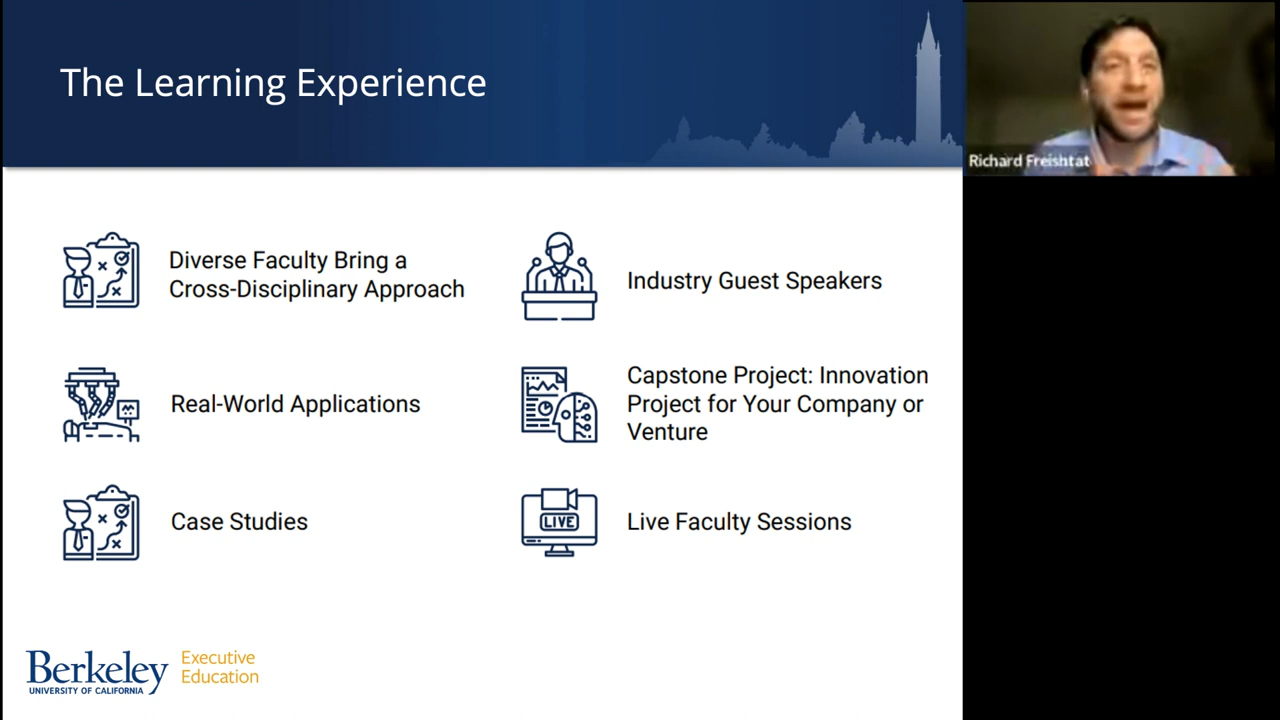 The Learning Experience
Richard Freishtat
Diverse Faculty Bring a
Cross-Disciplinary Approach
Industry Guest Speakers
Real-World Applications
Capstone Project: Innovation
Project for Your Company or
Venture
Case Studies
LIVE
Live Faculty Sessions
Berkeley
UNIVERSITY OF CALIFORNIA
Executive
Education